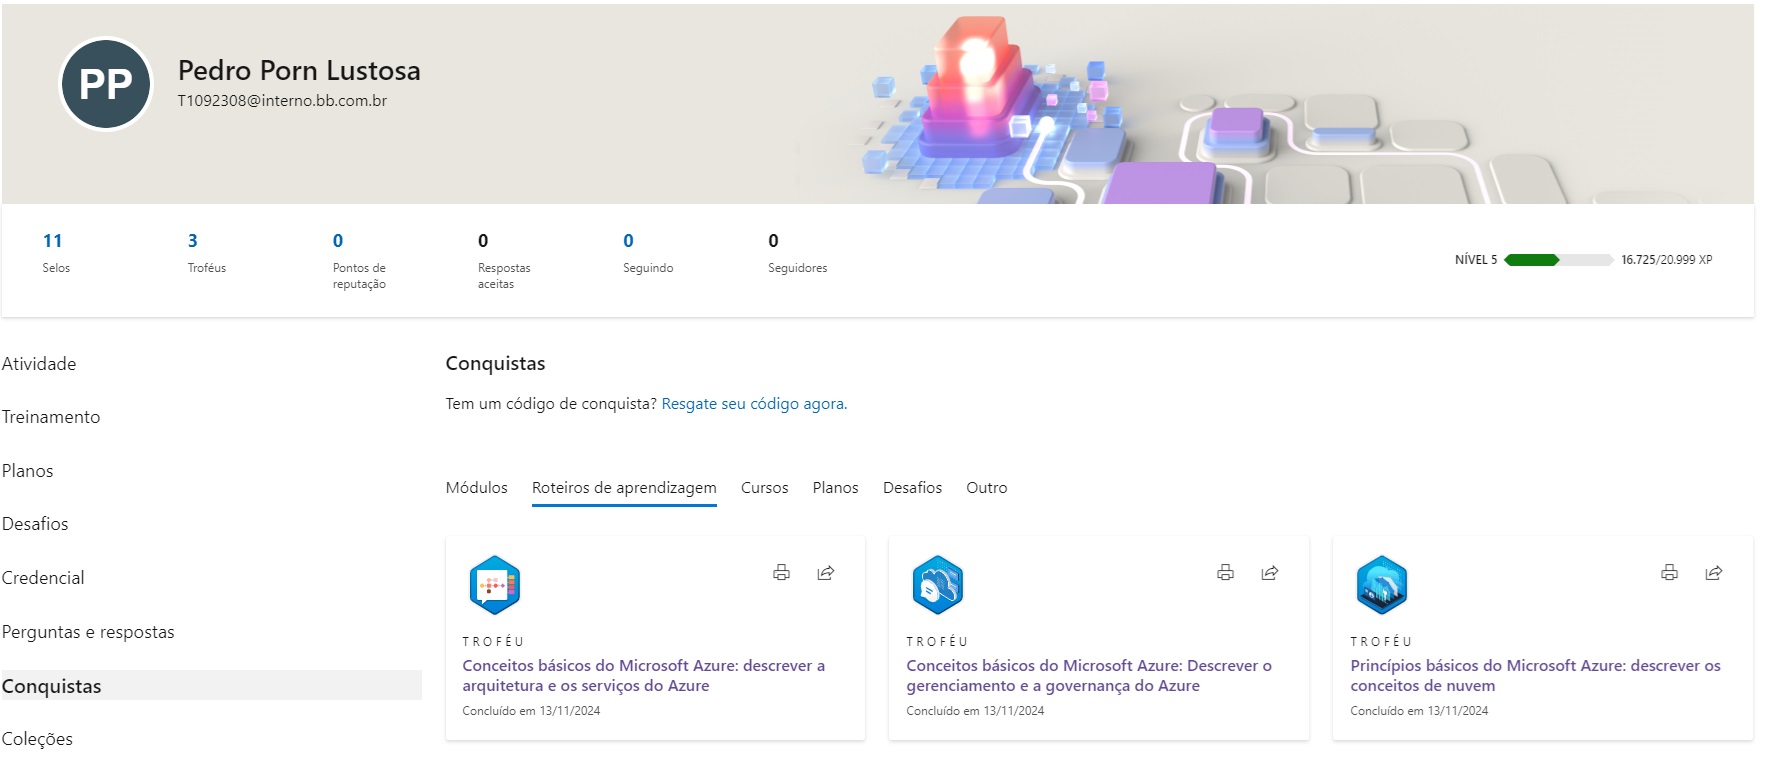 PP
Pedro Porn Lustosa
T1092308@interno.bb.com.br
11
Selos
3
Troféus
0
Pontos de
reputação
0
Respostas
aceitas
0
Seguindo
0
Seguidores
NÍVEL 5
16.725/20.999 XP
Atividade
Treinamento
Planos
Desafios
Credencial
Perguntas e respostas
Conquistas
Coleções
Conquistas
Tem um código de conquista? Resgate seu código agora.
Módulos
Roteiros de aprendizagem
Cursos
Planos
Desafios
Outro
TROFÉU
Conceitos básicos do Microsoft Azure: descrever a
arquitetura e os serviços do Azure
Concluído em 13/11/2024
TROFÉU
Conceitos básicos do Microsoft Azure: Descrever o
gerenciamento e a governança do Azure
Concluído em 13/11/2024
TROFÉU
Princípios básicos do Microsoft Azure: descrever os
conceitos de nuvem
Concluído em 13/11/2024